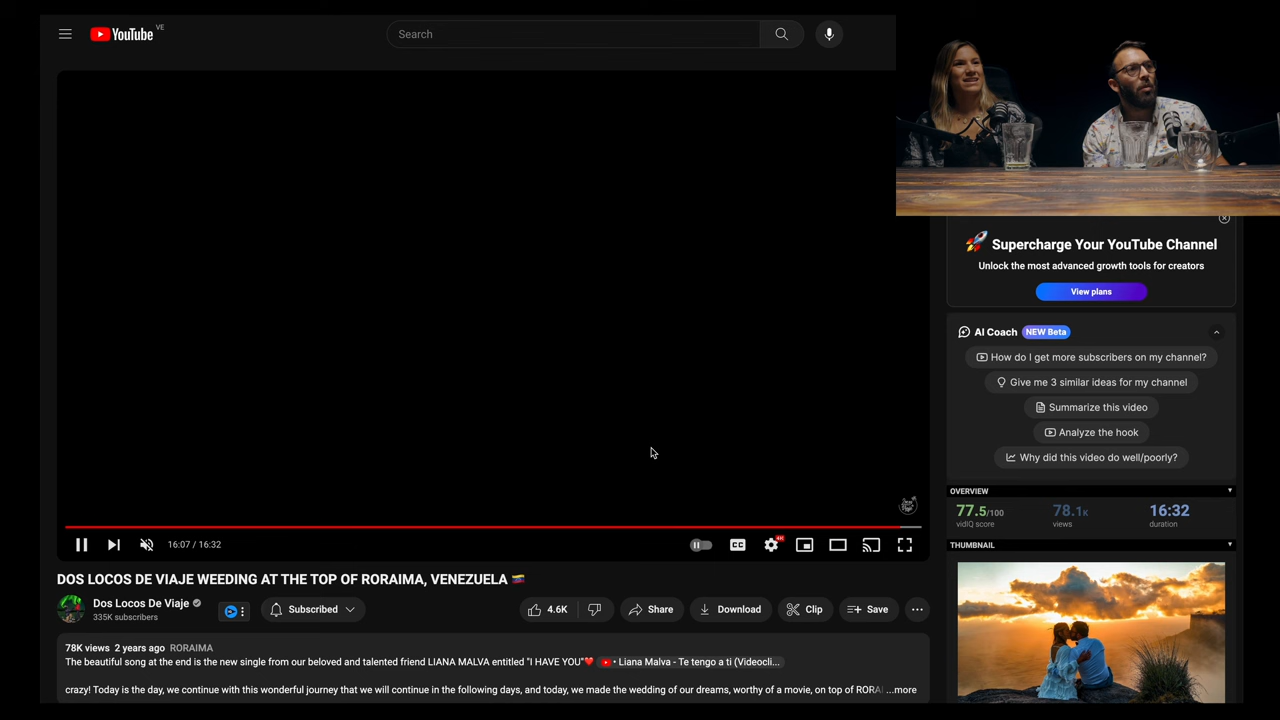 YouTube VE
Search
Supercharge Your YouTube Channel
Unlock the most advanced growth tools for creators
View plans
AI Coach NEW Beta
How do I get more subscribers on my channel?
Give me 3 similar ideas for my channel
Summarize this video
Analyze the hook
Why did this video do well/poorly?
OVERVIEW
77.5/100 78.1K 16:32
vidIQ score views duration
THUMBNAIL
16:07 / 16:32
CC
4K
DOS LOCOS DE VIAJE WEEDING AT THE TOP OF RORAIMA, VENEZUELA
Dos Locos De Viaje
335K subscribers
Subscribed
4.6K
Share
Download
Clip
Save
78K views 2 years ago RORAIMA
The beautiful song at the end is the new single from our beloved and talented friend LIANA MALVA entitled "I HAVE YOU"❤️ • Liana Malva - Te tengo a ti (Videocli...
crazy! Today is the day, we continue with this wonderful journey that we will continue in the following days, and today, we made the wedding of our dreams, worthy of a movie, on top of RORAI ...more